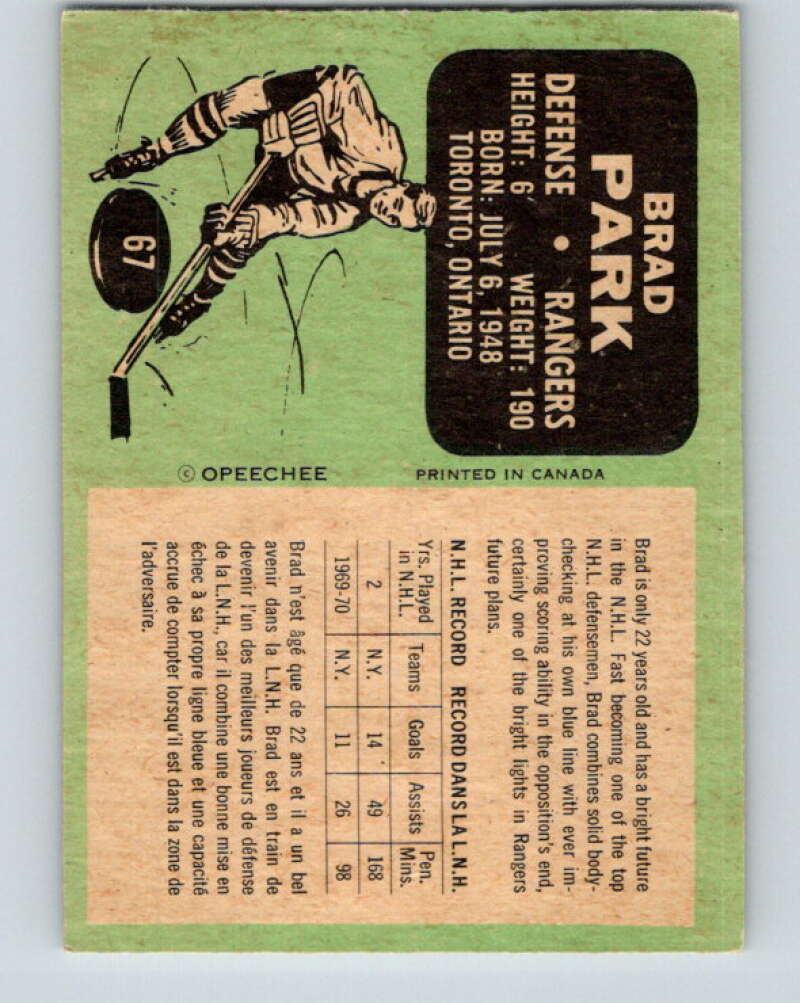 BRAD
PARK
DEFENSE • RANGERS
HEIGHT: 6 WEIGHT: 190
BORN: JULY 6, 1948
TORONTO, ONTARIO
67
© OPEECHEE PRINTED IN CANADA
Brad is only 22 years old and has a bright future
in the N.H.L. Fast becoming one of the top
N.H.L. defensemen, Brad combines solid body-
checking at his own blue line with ever im-
proving scoring ability in the opposition's end,
certainly one of the bright lights in Rangers
future plans.
N.H.L. RECORD RECORD DANS LA L.N.H.
Yrs. Played in N.H.L. Teams Goals Assists Pen. Mins.
2 N.Y. 14 49 168
1969-70 N.Y. 11 26 98
Brad n'est âgé que de 22 ans et il a un bel
avenir dans la L.N.H. Brad est en train de
devenir l'un des meilleurs joueurs de défense
de la L.N.H., car il combine une bonne mise en
échec à sa propre ligne bleue et une capacité
accrue de compter lorsqu'il est dans la zone de
l'adversaire.